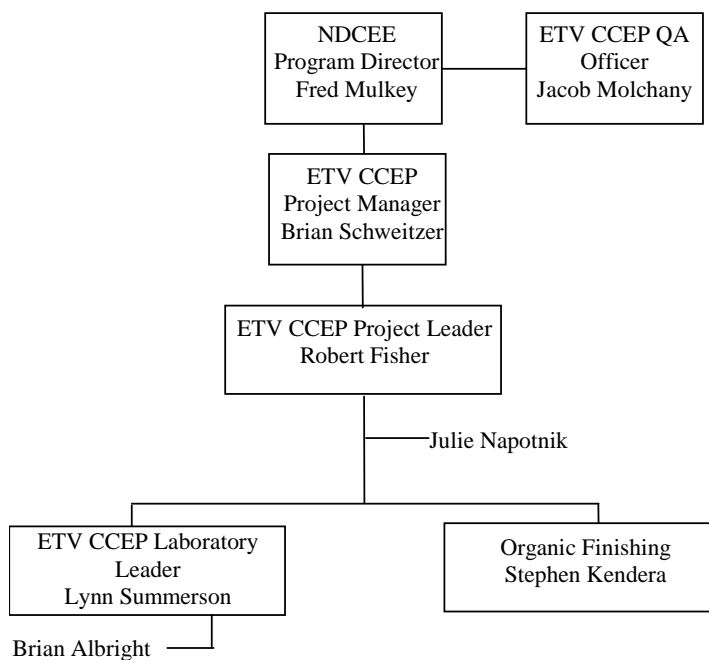 NDCEE
Program Director
Fred Mulkey
ETV CCEP QA
Officer
Jacob Molchany
ETV CCEP
Project Manager
Brian Schweitzer
ETV CCEP Project Leader
Robert Fisher
Julie Napotnik
ETV CCEP Laboratory
Leader
Lynn Summerson
Organic Finishing
Stephen Kendera
Brian Albright